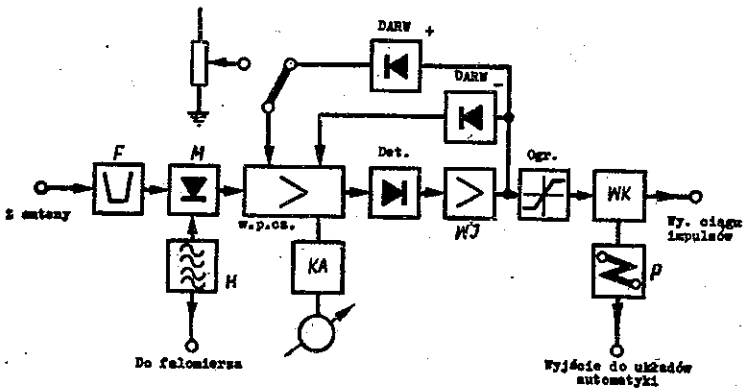 DARW +
DARW -
F
M
Det.
Ogr.
Z anteny
w.p.cz.
WJ
WK
Wy. ciągu
impulsów
H
KA
P
Do falomierza
Wyjście do układów
automatyki